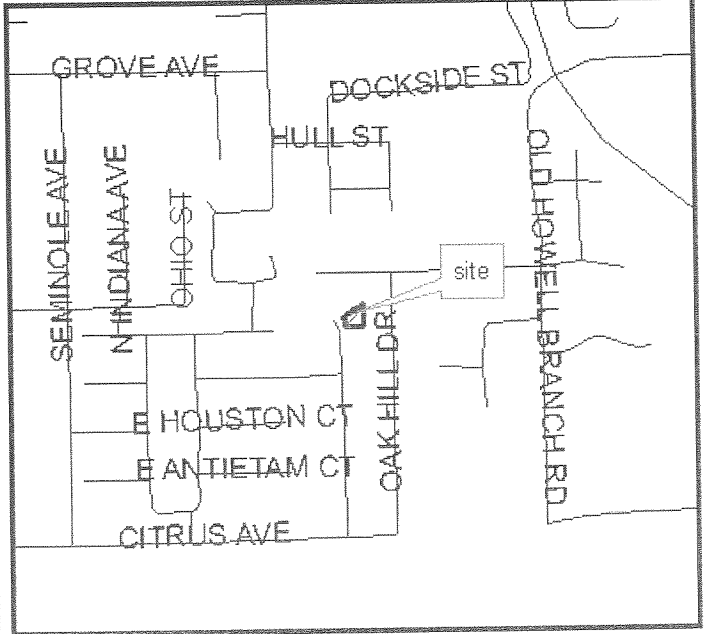 GROVE AVE
DOCKSIDE ST
HULL ST
SEMINOLE AVE
N INDIANA AVE
OHIO ST
OLD HOWELL BRANCH RD
site
OAK HILL DR
E HOUSTON CT
E ANTIETAM CT
CITRUS AVE